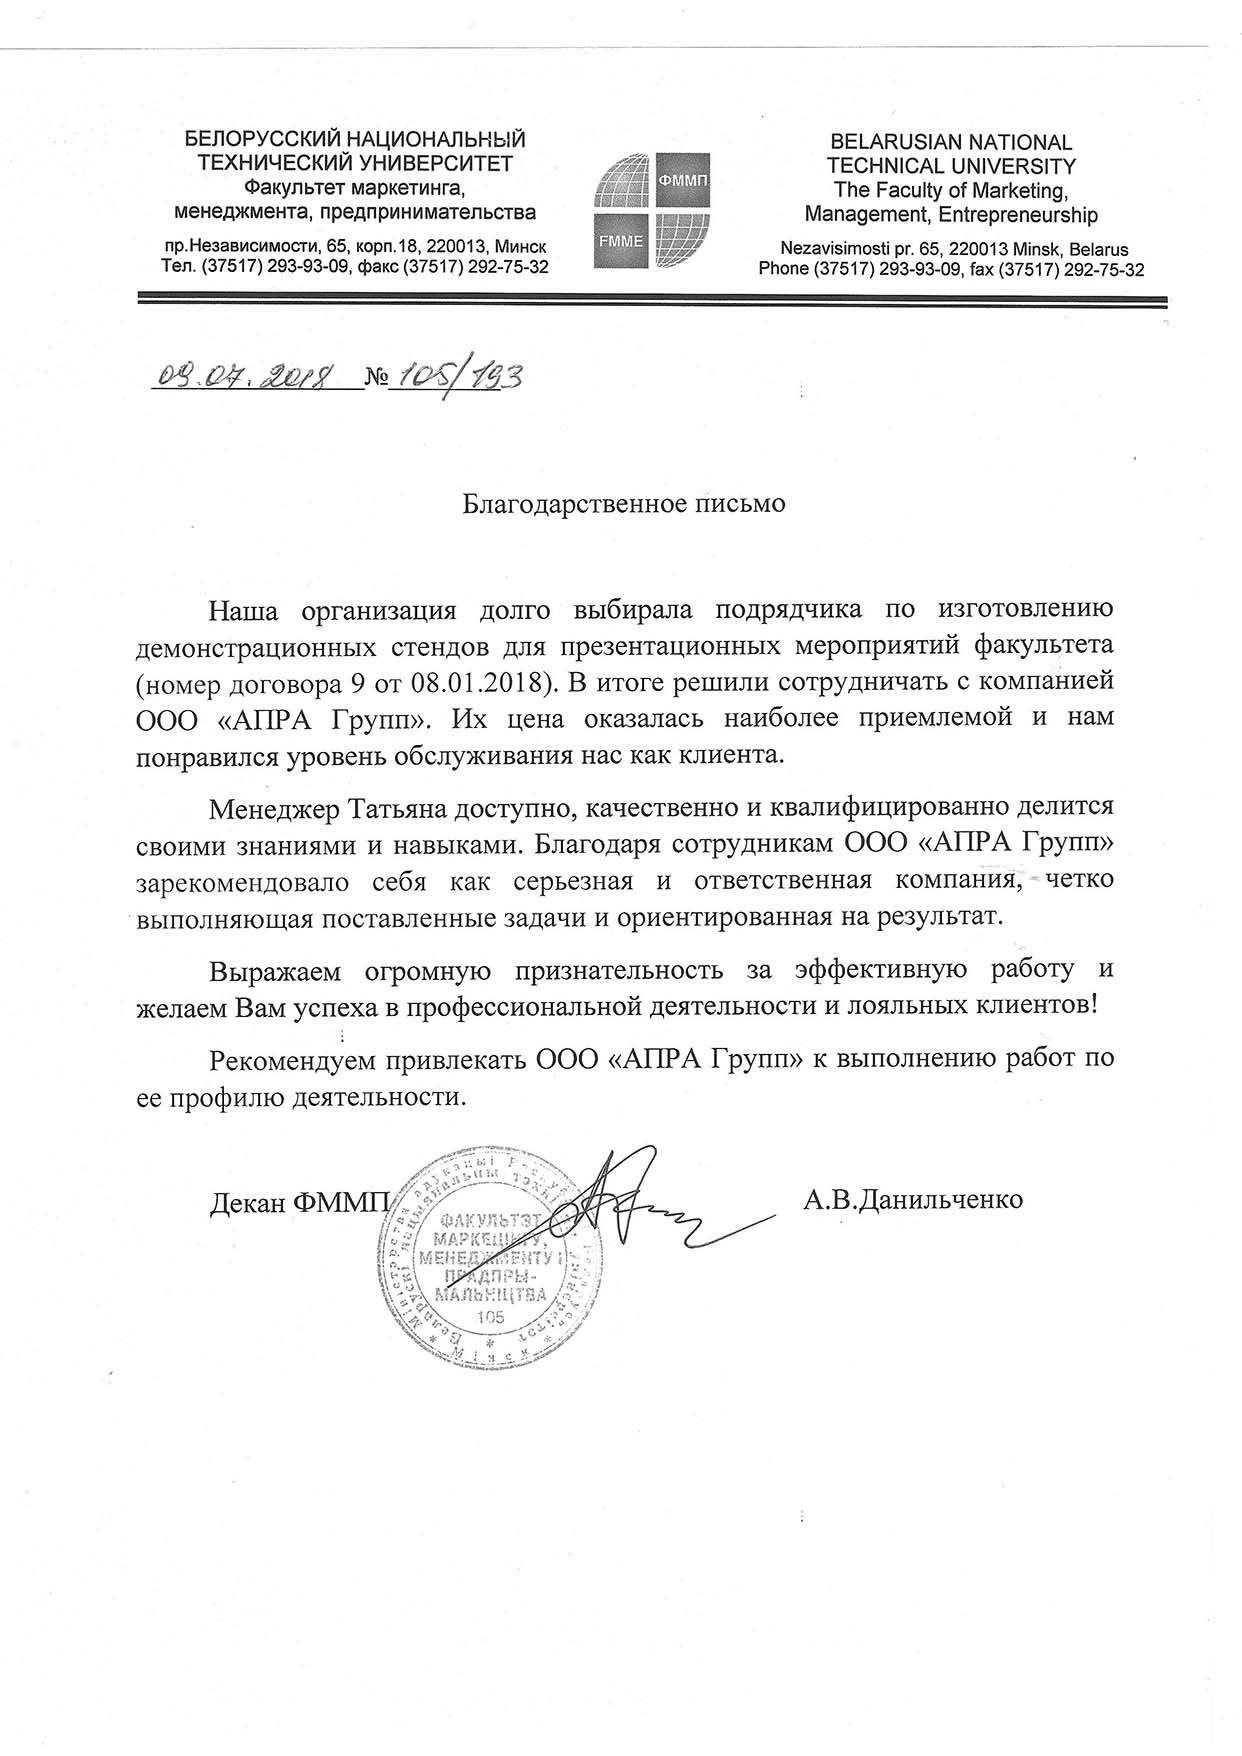 БЕЛОРУССКИЙ НАЦИОНАЛЬНЫЙ
ТЕХНИЧЕСКИЙ УНИВЕРСИТЕТ
Факультет маркетинга,
менеджмента, предпринимательства
пр.Независимости, 65, корп.18, 220013, Минск
Тел. (37517) 293-93-09, факс (37517) 292-75-32
ФММП
FMME
BELARUSIAN NATIONAL
TECHNICAL UNIVERSITY
The Faculty of Marketing,
Management, Entrepreneurship
Nezavisimosti pr. 65, 220013 Minsk, Belarus
Phone (37517) 293-93-09, fax (37517) 292-75-32
09.07.2018 № 105/193
Благодарственное письмо
Наша организация долго выбирала подрядчика по изготовлению
демонстрационных стендов для презентационных мероприятий факультета
(номер договора 9 от 08.01.2018). В итоге решили сотрудничать с компанией
ООО «АПРА Групп». Их цена оказалась наиболее приемлемой и нам
понравился уровень обслуживания нас как клиента.
Менеджер Татьяна доступно, качественно и квалифицированно делится
своими знаниями и навыками. Благодаря сотрудникам ООО «АПРА Групп»
зарекомендовало себя как серьезная и ответственная компания, четко
выполняющая поставленные задачи и ориентированная на результат.
Выражаем огромную признательность за эффективную работу и
желаем Вам успеха в профессиональной деятельности и лояльных клиентов!
Рекомендуем привлекать ООО «АПРА Групп» к выполнению работ по
ее профилю деятельности.
Декан ФММП А.В.Данильченко
ФАКУЛЬТЭТ
МАРКЕЦІНГУ,
МЕНЕДЖМЕНТУ І
ПРАДПРЫ-
МАЛЬНІЦТВА
105